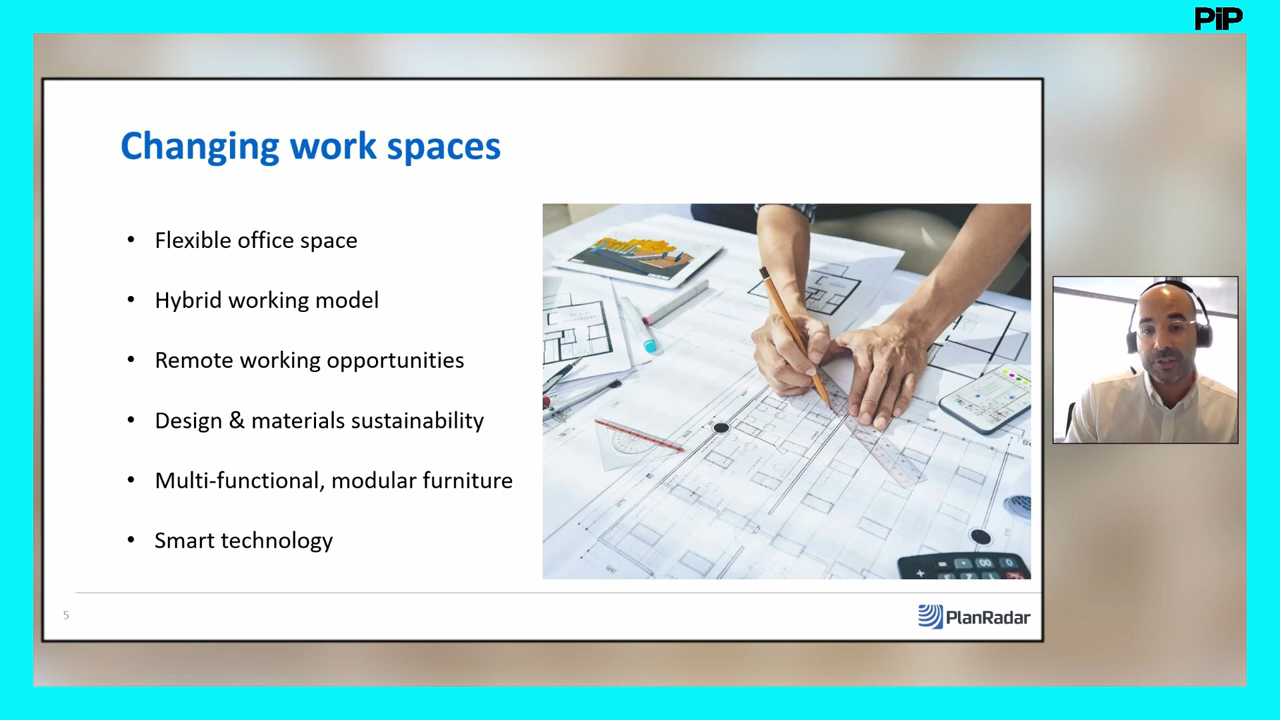 PiP
Changing work spaces
• Flexible office space
• Hybrid working model
• Remote working opportunities
• Design & materials sustainability
• Multi-functional, modular furniture
• Smart technology
5
PlanRadar